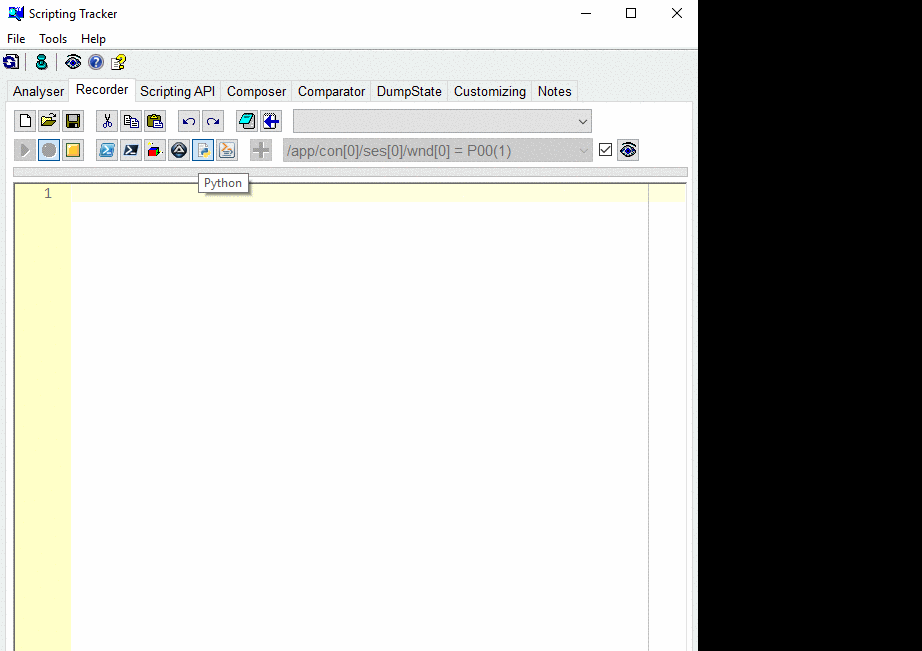 Scripting Tracker
File Tools Help
Analyser Recorder Scripting API Composer Comparator DumpState Customizing Notes
/app/con[0]/ses[0]/wnd[0] = P00(1)
Python
1